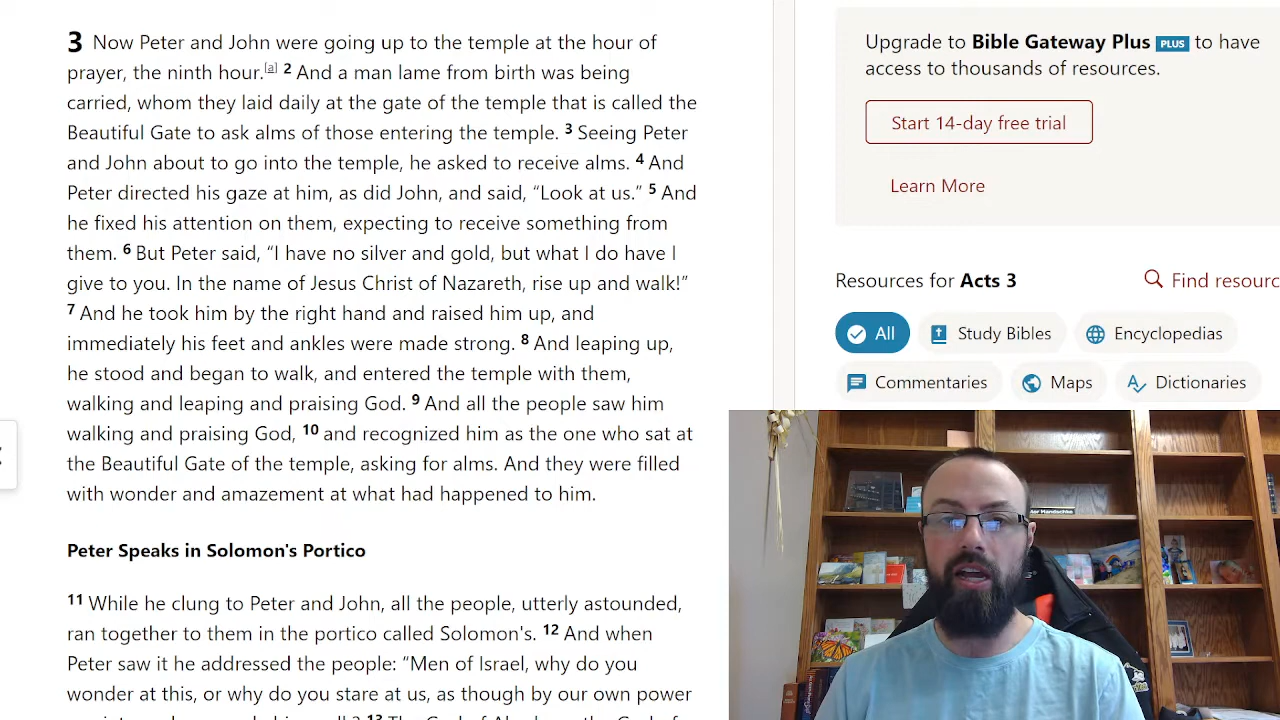 3 Now Peter and John were going up to the temple at the hour of
prayer, the ninth hour.[a] 2 And a man lame from birth was being
carried, whom they laid daily at the gate of the temple that is called the
Beautiful Gate to ask alms of those entering the temple. 3 Seeing Peter
and John about to go into the temple, he asked to receive alms. 4 And
Peter directed his gaze at him, as did John, and said, “Look at us.” 5 And
he fixed his attention on them, expecting to receive something from
them. 6 But Peter said, “I have no silver and gold, but what I do have I
give to you. In the name of Jesus Christ of Nazareth, rise up and walk!”
7 And he took him by the right hand and raised him up, and
immediately his feet and ankles were made strong. 8 And leaping up,
he stood and began to walk, and entered the temple with them,
walking and leaping and praising God. 9 And all the people saw him
walking and praising God, 10 and recognized him as the one who sat at
the Beautiful Gate of the temple, asking for alms. And they were filled
with wonder and amazement at what had happened to him.
Peter Speaks in Solomon's Portico
11 While he clung to Peter and John, all the people, utterly astounded,
ran together to them in the portico called Solomon's. 12 And when
Peter saw it he addressed the people: “Men of Israel, why do you
wonder at this, or why do you stare at us, as though by our own power
Upgrade to Bible Gateway Plus PLUS to have
access to thousands of resources.
Start 14-day free trial
Learn More
Resources for Acts 3
Find resourc
All
Study Bibles
Encyclopedias
Commentaries
Maps
Dictionaries